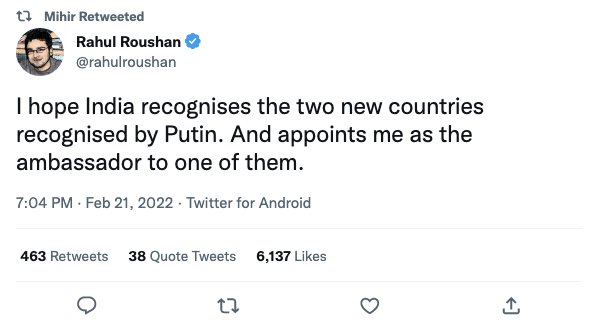 Mihir Retweeted
Rahul Roushan
@rahulroushan
I hope India recognises the two new countries
recognised by Putin. And appoints me as the
ambassador to one of them.
7:04 PM · Feb 21, 2022 · Twitter for Android
463 Retweets 38 Quote Tweets 6,137 Likes